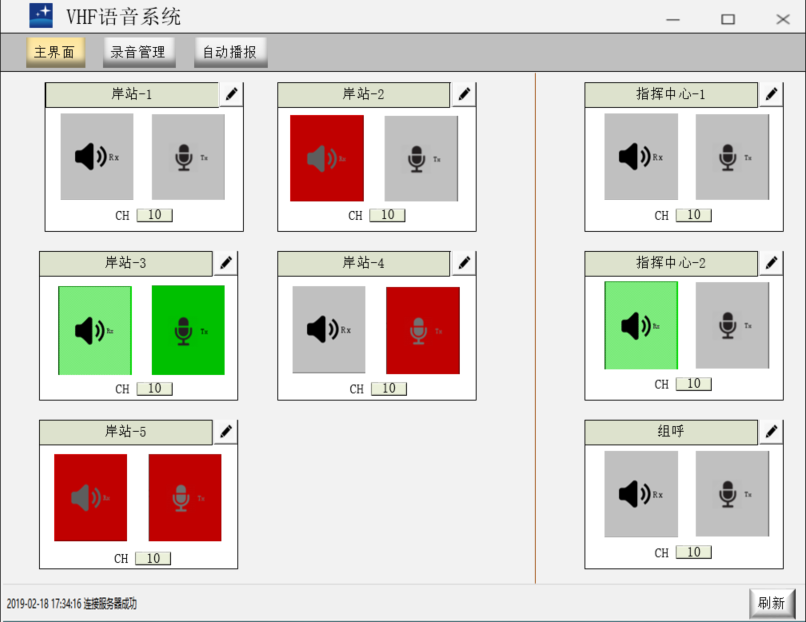 VHF语音系统
主界面 录音管理 自动播报
岸站-1 岸站-2 指挥中心-1
Rx Tx Rx Tx Rx Tx
CH 10 CH 10 CH 10
岸站-3 岸站-4 指挥中心-2
Rx Tx Rx Tx Rx Tx
CH 10 CH 10 CH 10
岸站-5 组呼
Rx Tx Rx Tx
CH 10 CH 10
2019-02-18 17:34:16 连接服务器成功 刷新